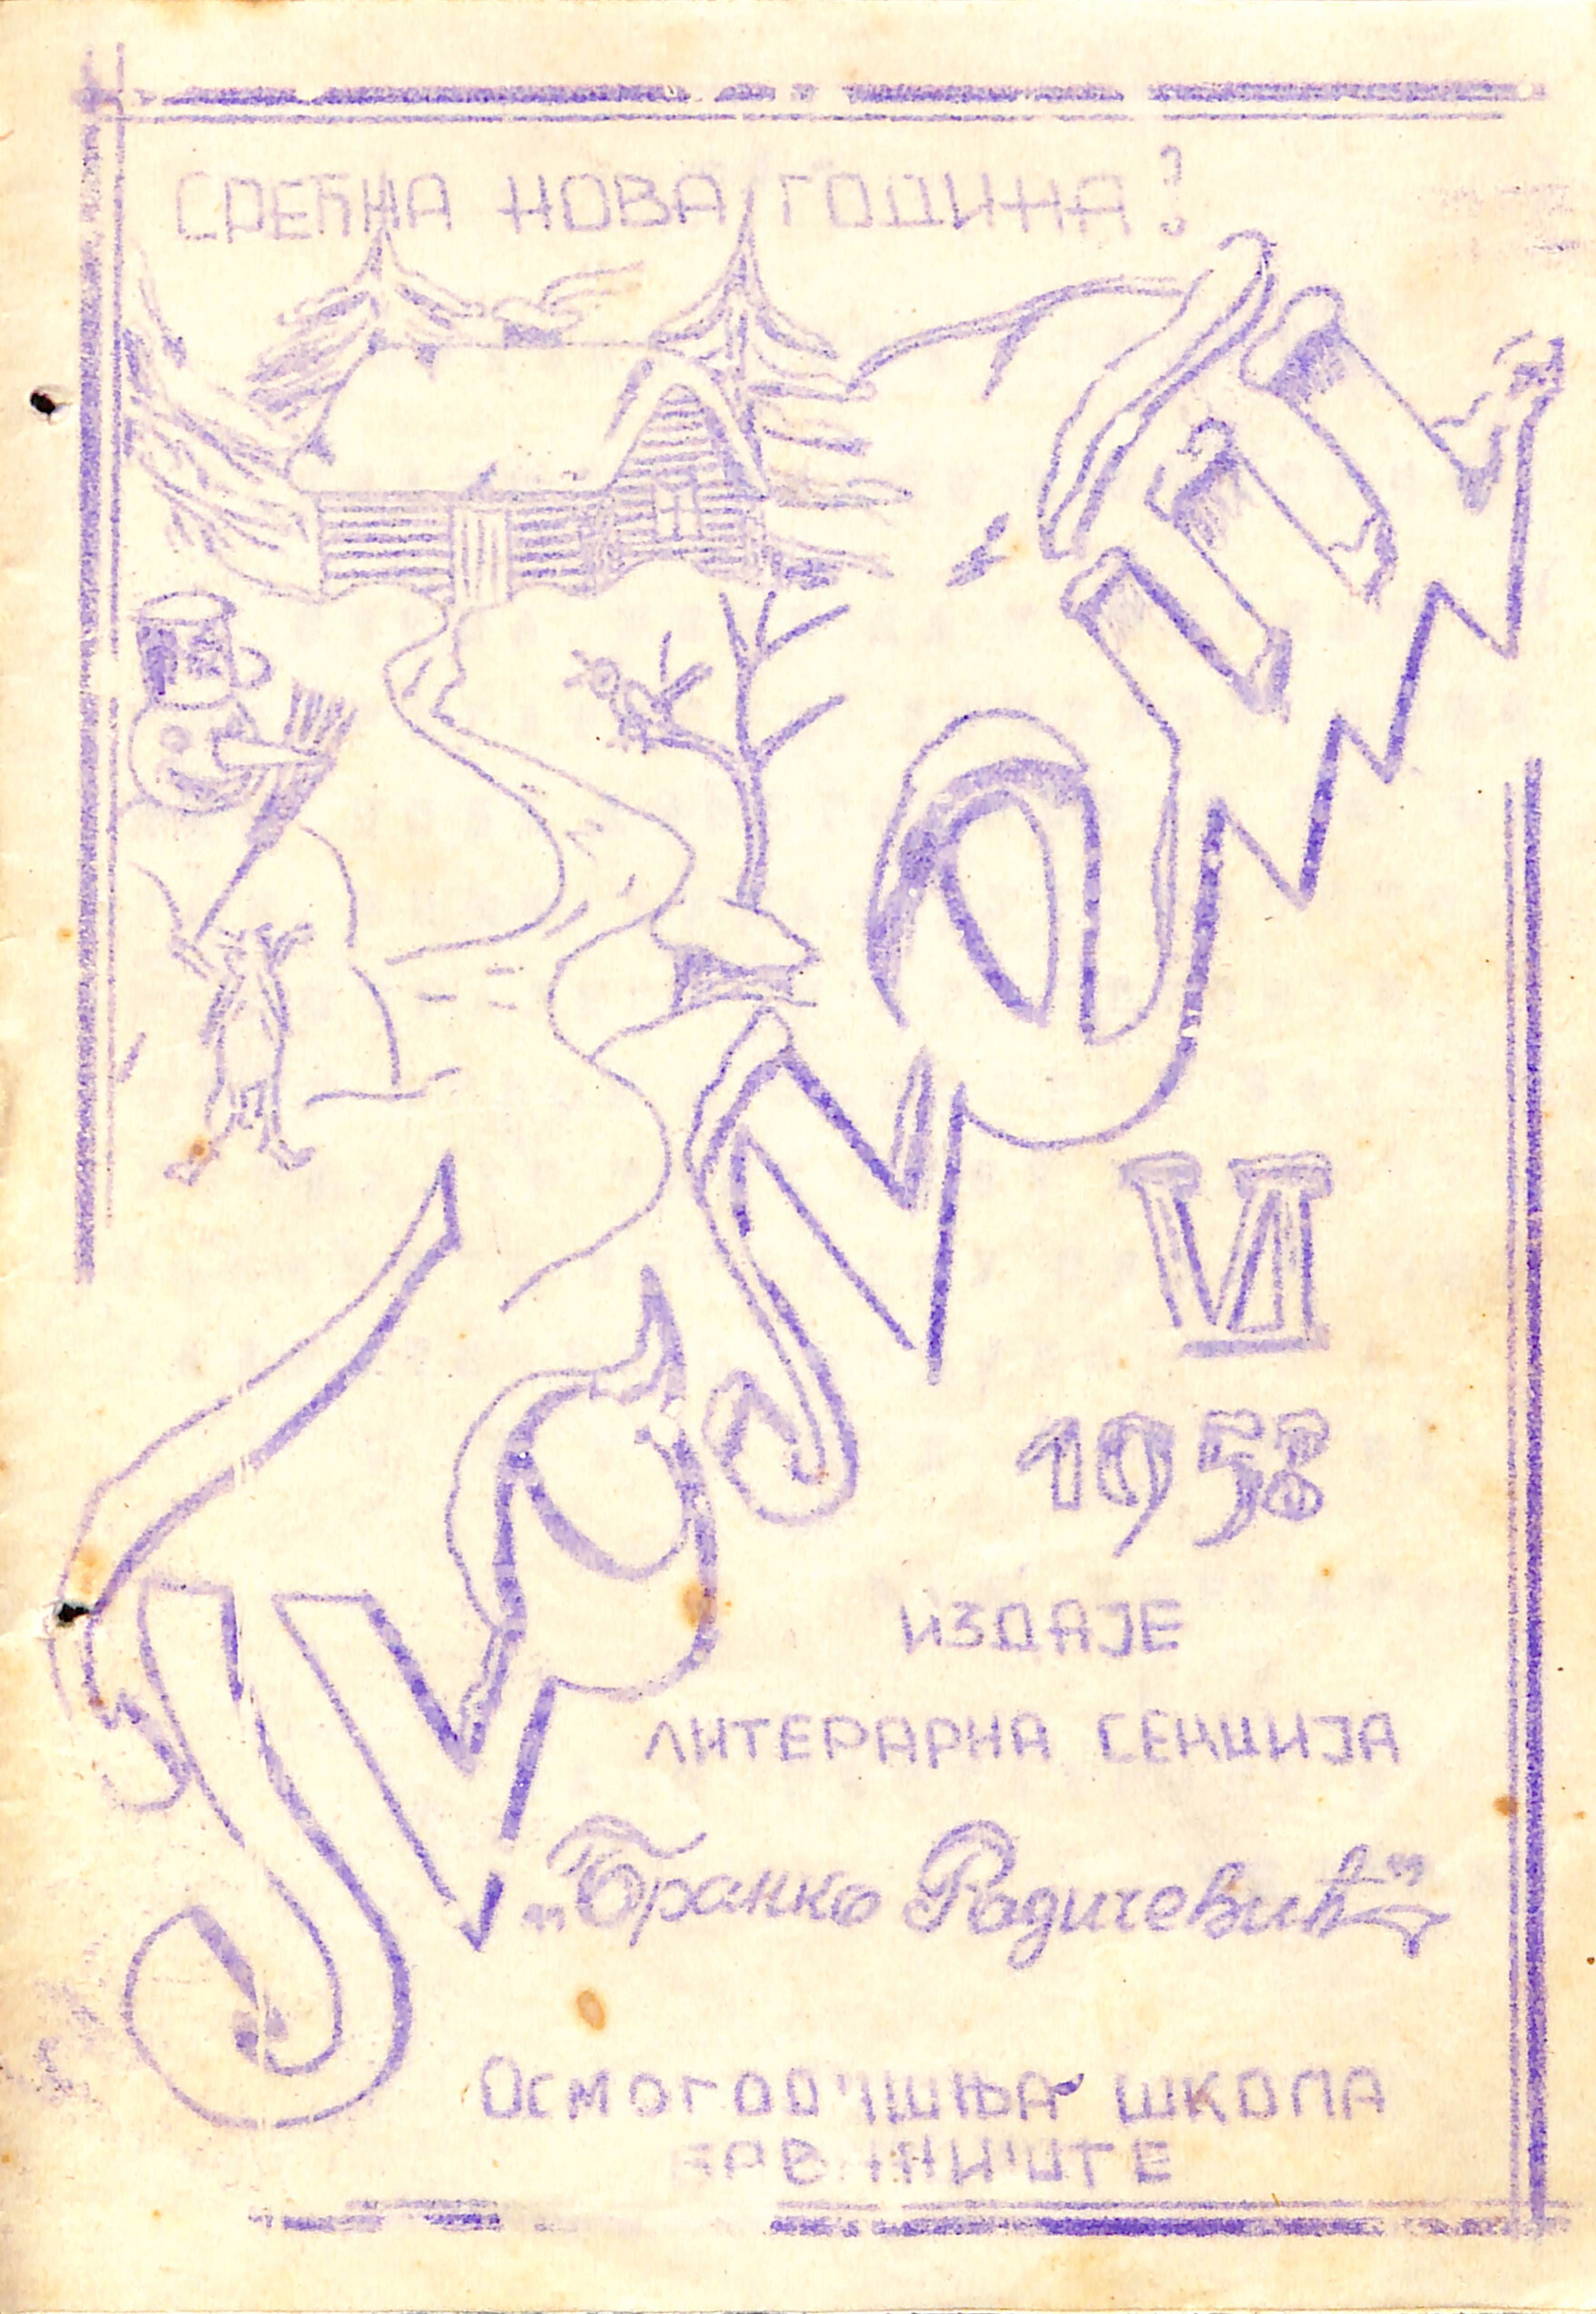 СРЕЋНА НОВА ГОДИНА!
VI
1958
ИЗДАЈЕ
ЛИТЕРАРНА СЕКЦИЈА
„Бранко Радичевић"
ОСМОГОДИШЊА ШКОЛА